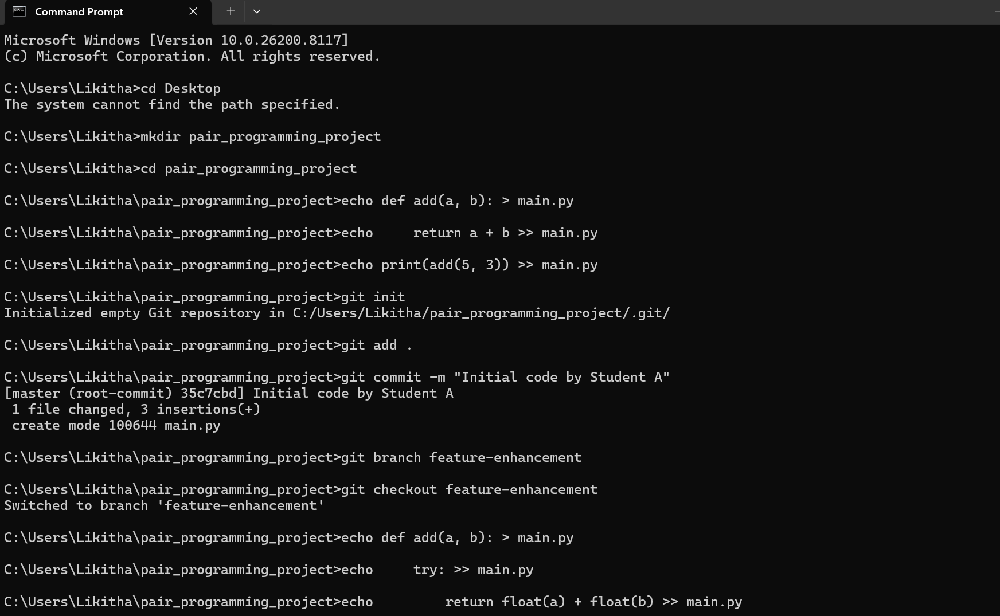 Command Prompt
Microsoft Windows [Version 10.0.26200.8117]
(c) Microsoft Corporation. All rights reserved.
C:\Users\Likitha>cd Desktop
The system cannot find the path specified.
C:\Users\Likitha>mkdir pair_programming_project
C:\Users\Likitha>cd pair_programming_project
C:\Users\Likitha\pair_programming_project>echo def add(a, b): > main.py
C:\Users\Likitha\pair_programming_project>echo     return a + b >> main.py
C:\Users\Likitha\pair_programming_project>echo print(add(5, 3)) >> main.py
C:\Users\Likitha\pair_programming_project>git init
Initialized empty Git repository in C:/Users/Likitha/pair_programming_project/.git/
C:\Users\Likitha\pair_programming_project>git add .
C:\Users\Likitha\pair_programming_project>git commit -m "Initial code by Student A"
[master (root-commit) 35c7cbd] Initial code by Student A
 1 file changed, 3 insertions(+)
 create mode 100644 main.py
C:\Users\Likitha\pair_programming_project>git branch feature-enhancement
C:\Users\Likitha\pair_programming_project>git checkout feature-enhancement
Switched to branch 'feature-enhancement'
C:\Users\Likitha\pair_programming_project>echo def add(a, b): > main.py
C:\Users\Likitha\pair_programming_project>echo     try: >> main.py
C:\Users\Likitha\pair_programming_project>echo         return float(a) + float(b) >> main.py